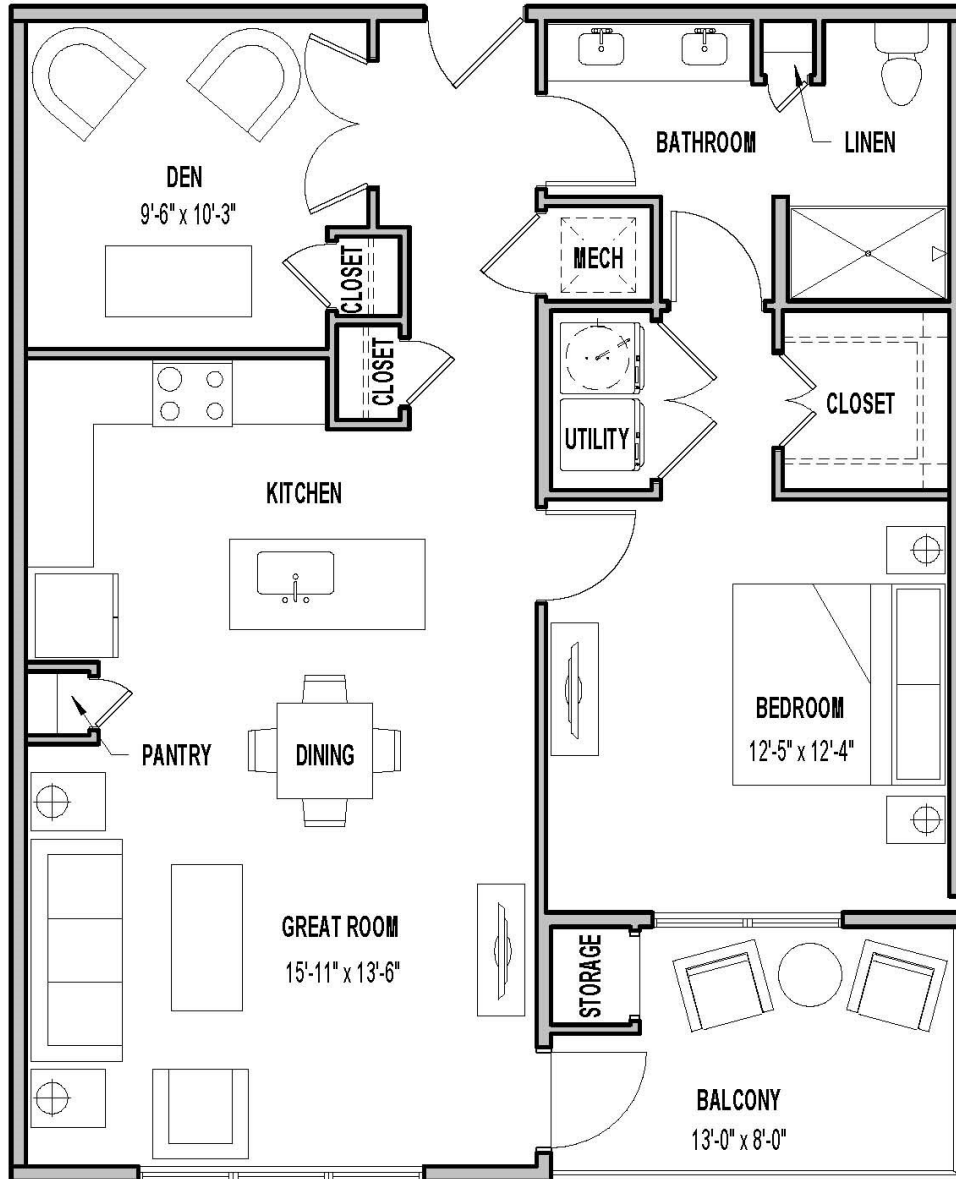 BATHROOM
LINEN
DEN
9'-6" x 10'-3"
MECH
CLOSET
CLOSET
CLOSET
UTILITY
KITCHEN
BEDROOM
12'-5" x 12'-4"
PANTRY
DINING
GREAT ROOM
15'-11" x 13'-6"
STORAGE
BALCONY
13'-0" x 8'-0"